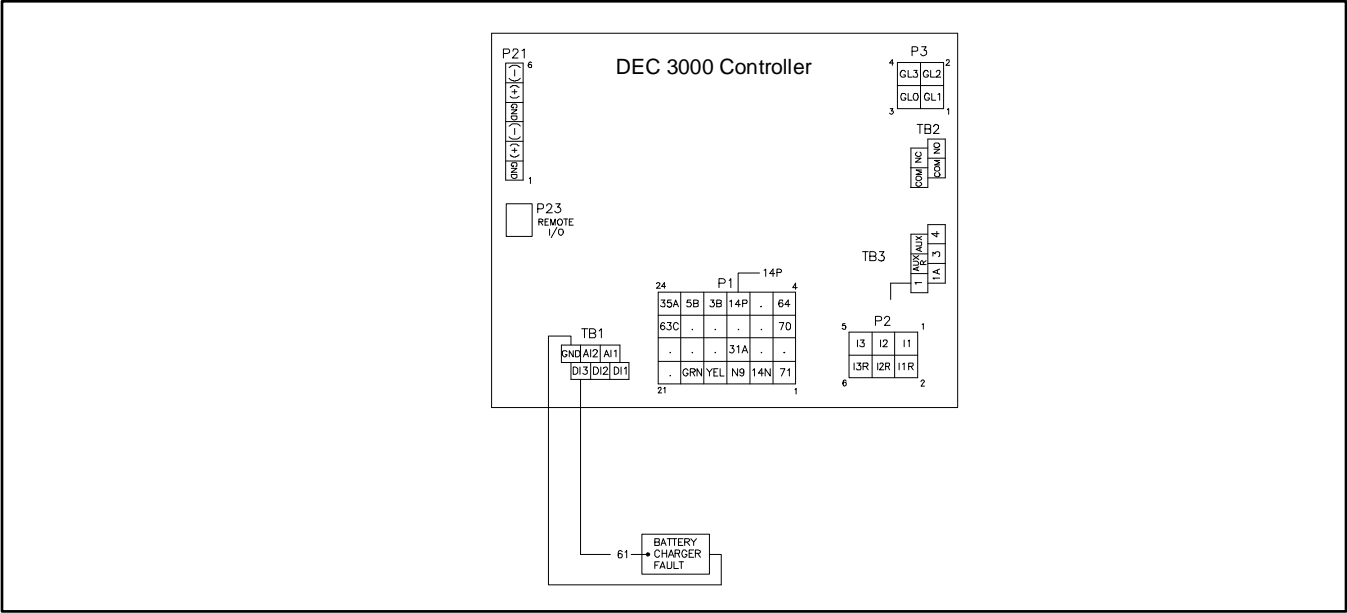 DEC 3000 Controller
P21
6
(-)
(+)
GND
(-)
(+)
GND
1
P23
REMOTE
I/O
P3
4 2
GL3 GL2
GL0 GL1
3 1
TB2
NC NO
COM COM
TB3
AUX AUX 4
R 3
1 1A
P1 14P
24 4
35A 5B 3B 14P . 64
63C . . . . 70
. . . 31A . .
. GRN YEL N9 14N 71
21 1
P2
5 1
I3 I2 I1
I3R I2R I1R
6 2
TB1
GND AI2 AI1
DI3 DI2 DI1
61
BATTERY
CHARGER
FAULT